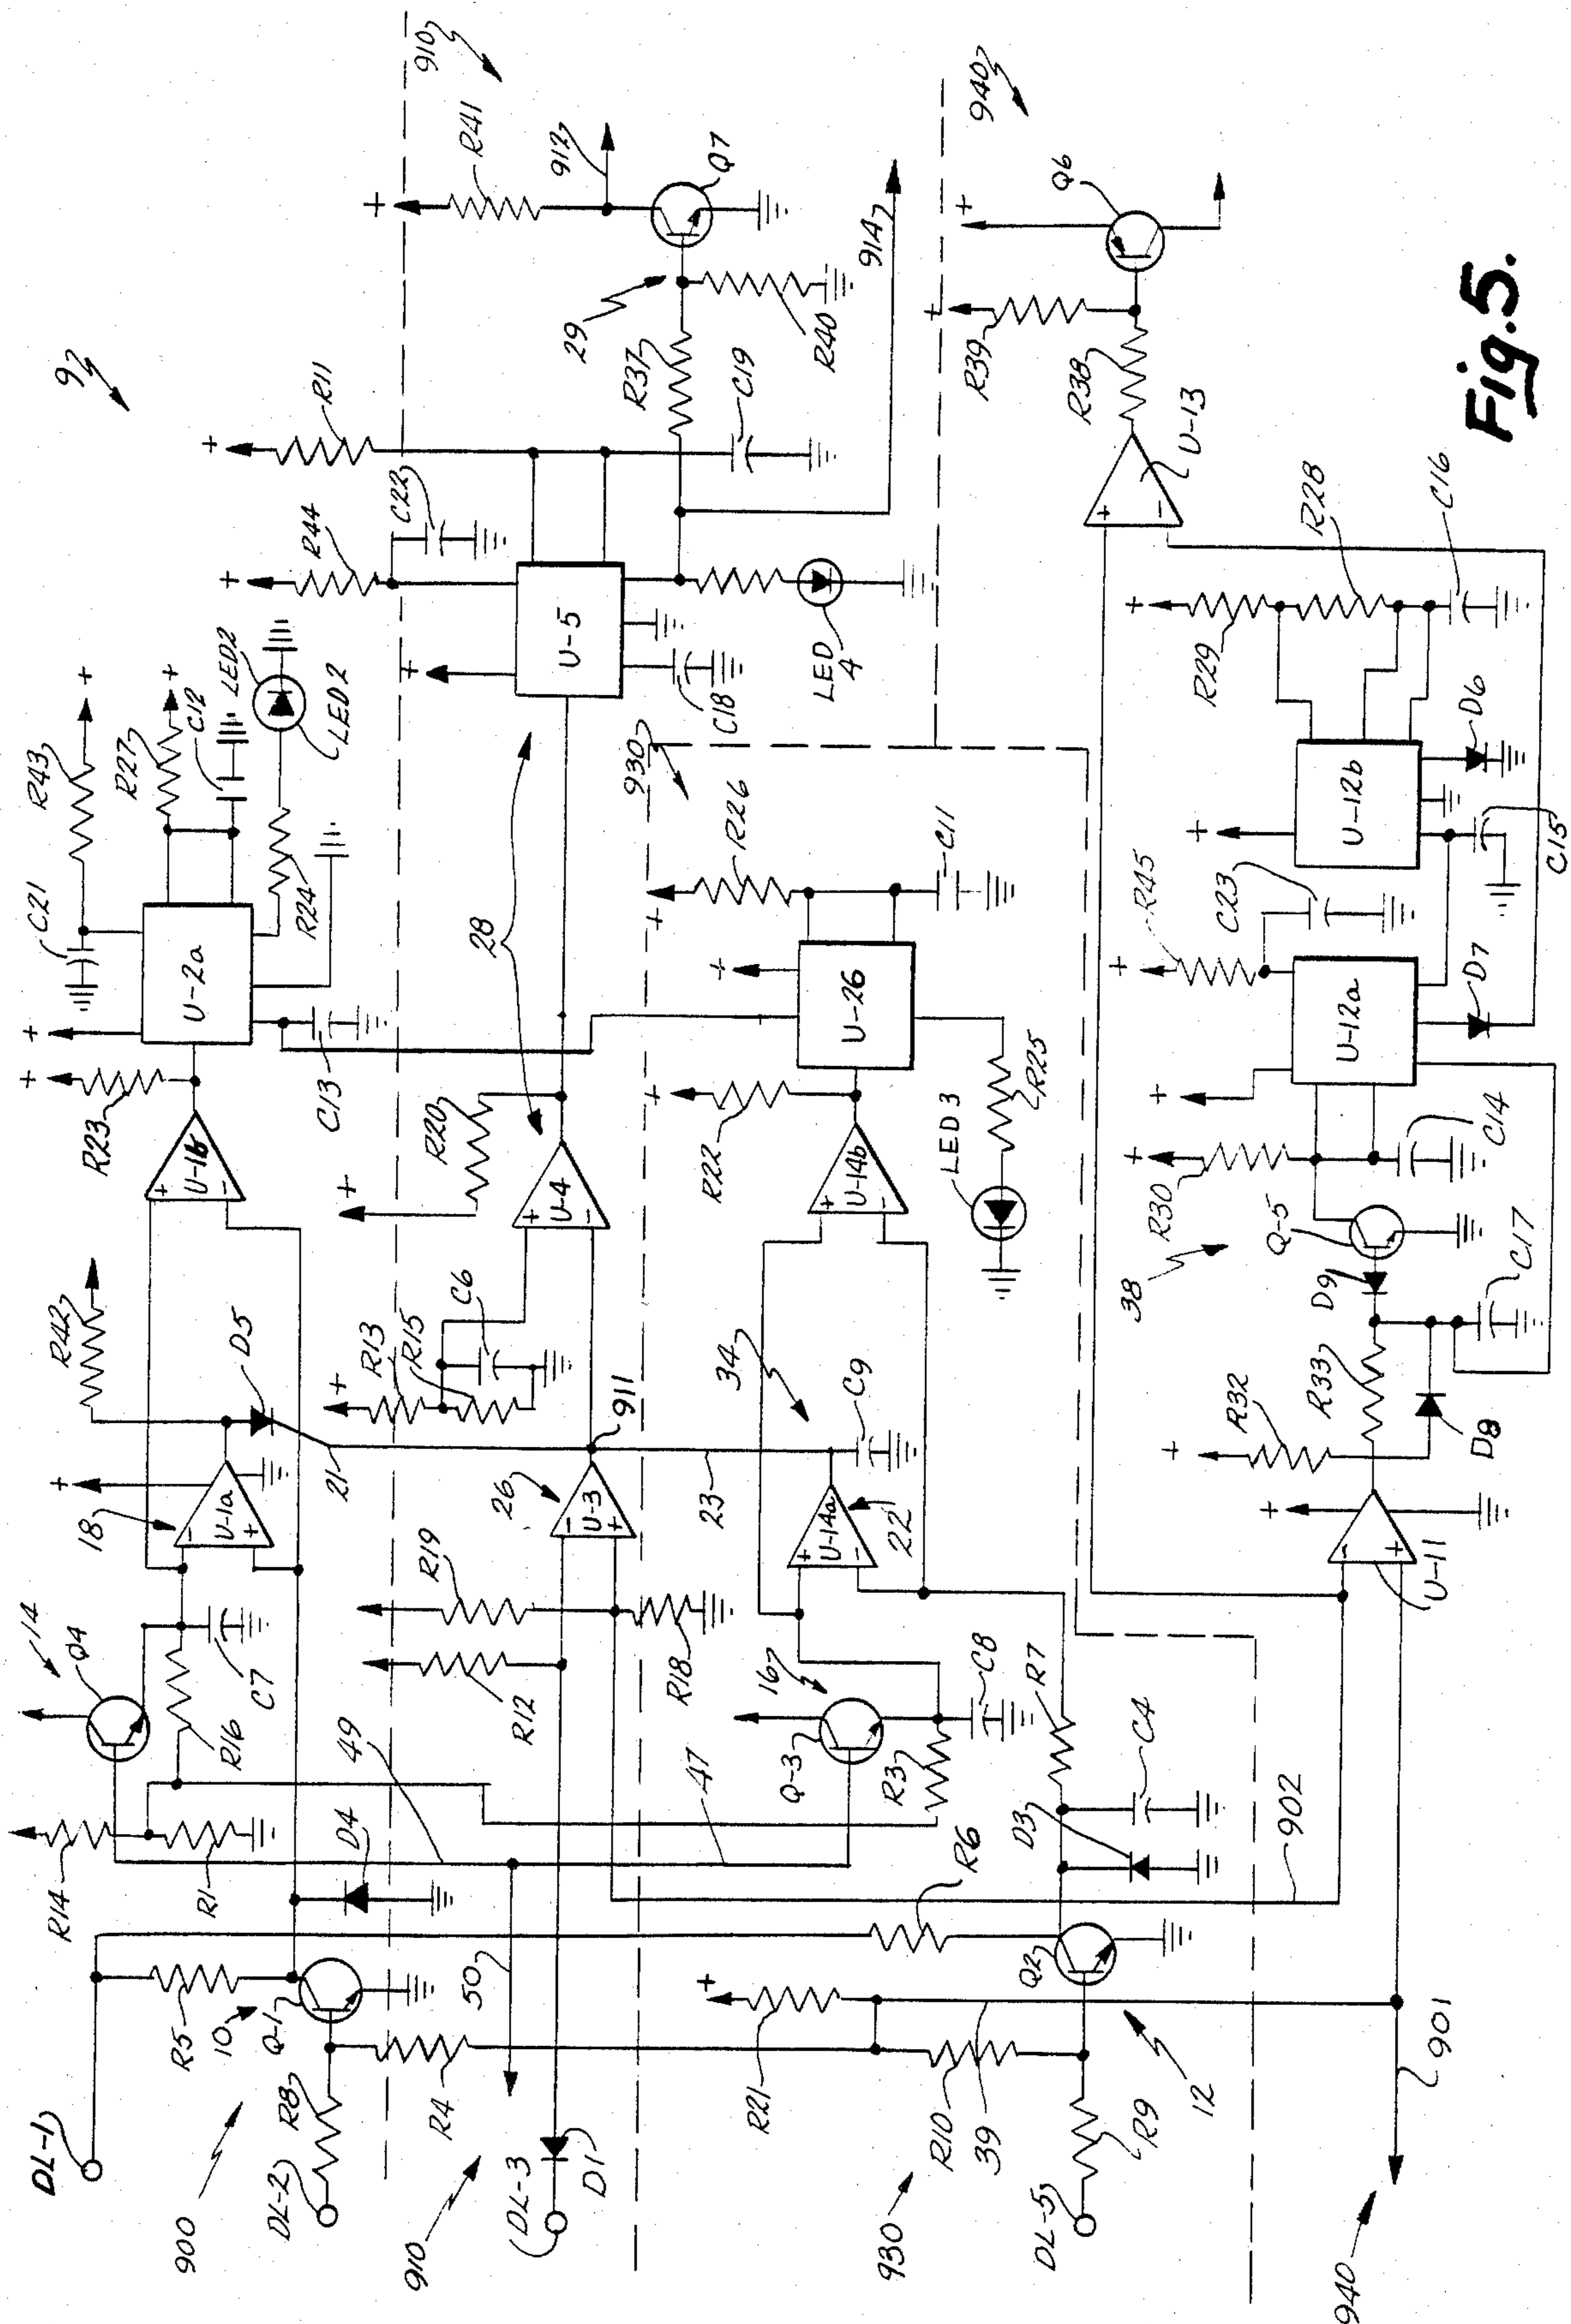 9
DL-1
R14
14
Q4
18
R42
R23
C21
R43
R5
R1
R16
C7
U-1a
- +
D5
U-1b
+ -
U-2a
R27
C12
LED2
R11
900
R8
10
Q-1
D4
49
21
C13
R24
LED2
R44
C22
910
DL-2
R4
R12
R19
26
R13
R15
C6
R20
28
R41
912
910
DL-3
D1
50
U-3
- +
911
U-4
+ -
U-5
C18
LED 4
R37
C19
29
R40
Q7
914
47
R18
23
34
930
R21
16
Q-3
R3
C8
U-14a
+ -
22
C9
R22
U-14b
+ -
LED3
R25
U-26
R26
C11
930
R10
39
DL-5
R9
12
Q2
R6
D3
C4
R7
902
940
R39
R38
Q6
U-13
+ -
940
901
U-11
- +
R32
R33
D8
38
D9
Q-5
C17
R30
C14
U-12a
R45
C23
D7
U-12b
C15
D6
R29
R28
C16
Fig.5.